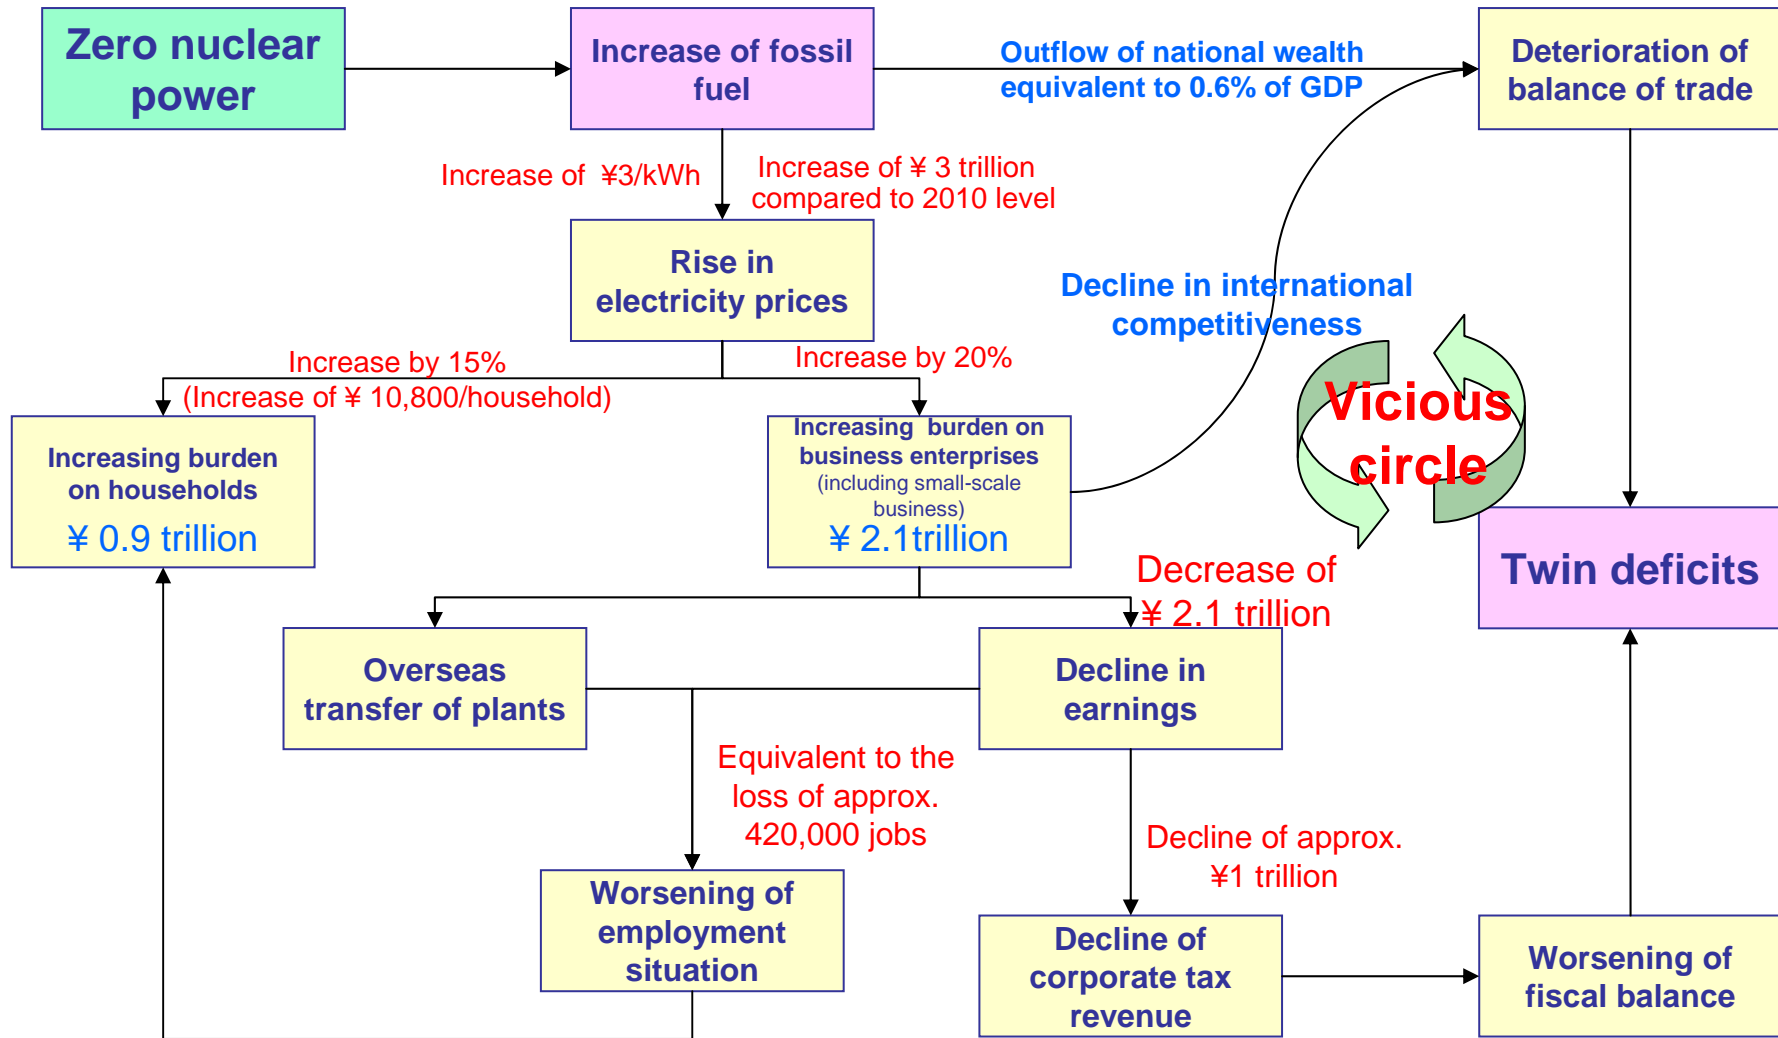 Zero nuclear
power
Increase of fossil
fuel
Outflow of national wealth
equivalent to 0.6% of GDP
Deterioration of
balance of trade
Increase of ¥3/kWh
Increase of ¥ 3 trillion
compared to 2010 level
Rise in
electricity prices
Decline in international
competitiveness
Increase by 15%
(Increase of ¥ 10,800/household)
Increase by 20%
Vicious
circle
Increasing burden
on households
¥ 0.9 trillion
Increasing burden on
business enterprises
(including small-scale
business)
¥ 2.1trillion
Twin deficits
Decrease of
¥ 2.1 trillion
Overseas
transfer of plants
Decline in
earnings
Equivalent to the
loss of approx.
420,000 jobs
Decline of approx.
¥1 trillion
Worsening of
employment
situation
Decline of
corporate tax
revenue
Worsening of
fiscal balance